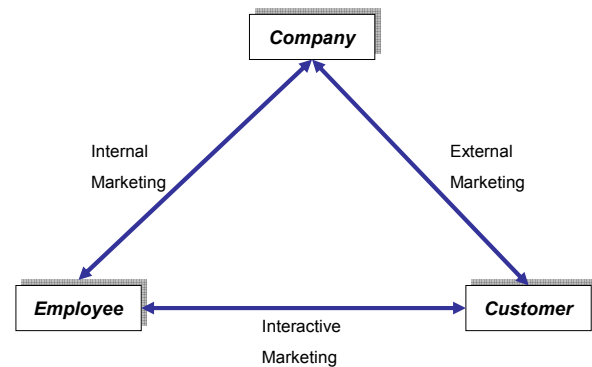 Company
Internal
Marketing
External
Marketing
Employee
Customer
Interactive
Marketing